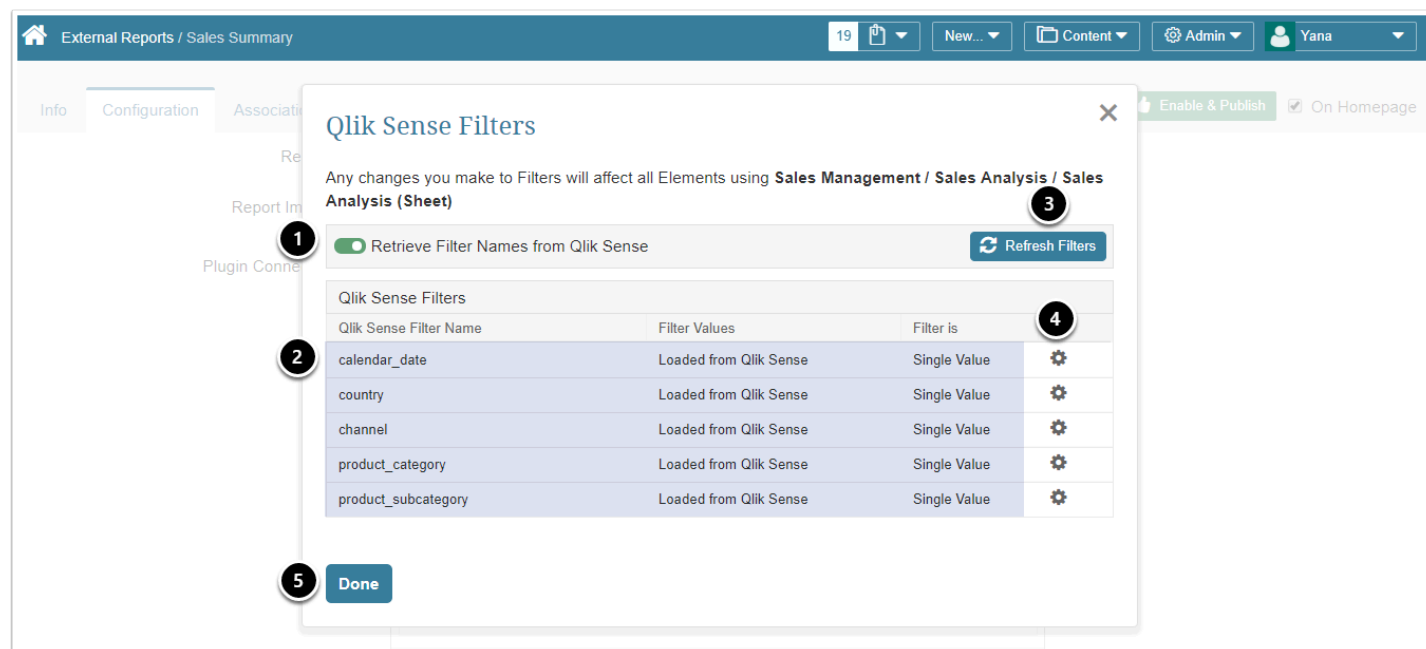 External Reports / Sales Summary 19 New... Content Admin Yana
Info Configuration Associati Enable & Publish On Homepage
Qlik Sense Filters
Re
Any changes you make to Filters will affect all Elements using Sales Management / Sales Analysis / Sales
Analysis (Sheet)
Report Im
3
1 Retrieve Filter Names from Qlik Sense Refresh Filters
Plugin Conne
Qlik Sense Filters
Qlik Sense Filter Name Filter Values Filter is 4
2 calendar_date Loaded from Qlik Sense Single Value
country Loaded from Qlik Sense Single Value
channel Loaded from Qlik Sense Single Value
product_category Loaded from Qlik Sense Single Value
product_subcategory Loaded from Qlik Sense Single Value
5 Done